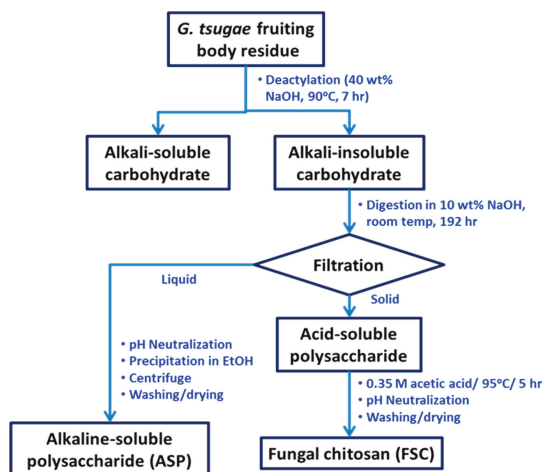 G. tsugae fruiting
body residue
• Deactylation (40 wt%
NaOH, 90°C, 7 hr)
Alkali-soluble
carbohydrate
Alkali-insoluble
carbohydrate
• Digestion in 10 wt% NaOH,
room temp, 192 hr
Filtration
Liquid
Solid
• pH Neutralization
• Precipitation in EtOH
• Centrifuge
• Washing/drying
Acid-soluble
polysaccharide
• 0.35 M acetic acid/ 95°C/ 5 hr
• pH Neutralization
• Washing/drying
Alkaline-soluble
polysaccharide (ASP)
Fungal chitosan (FSC)